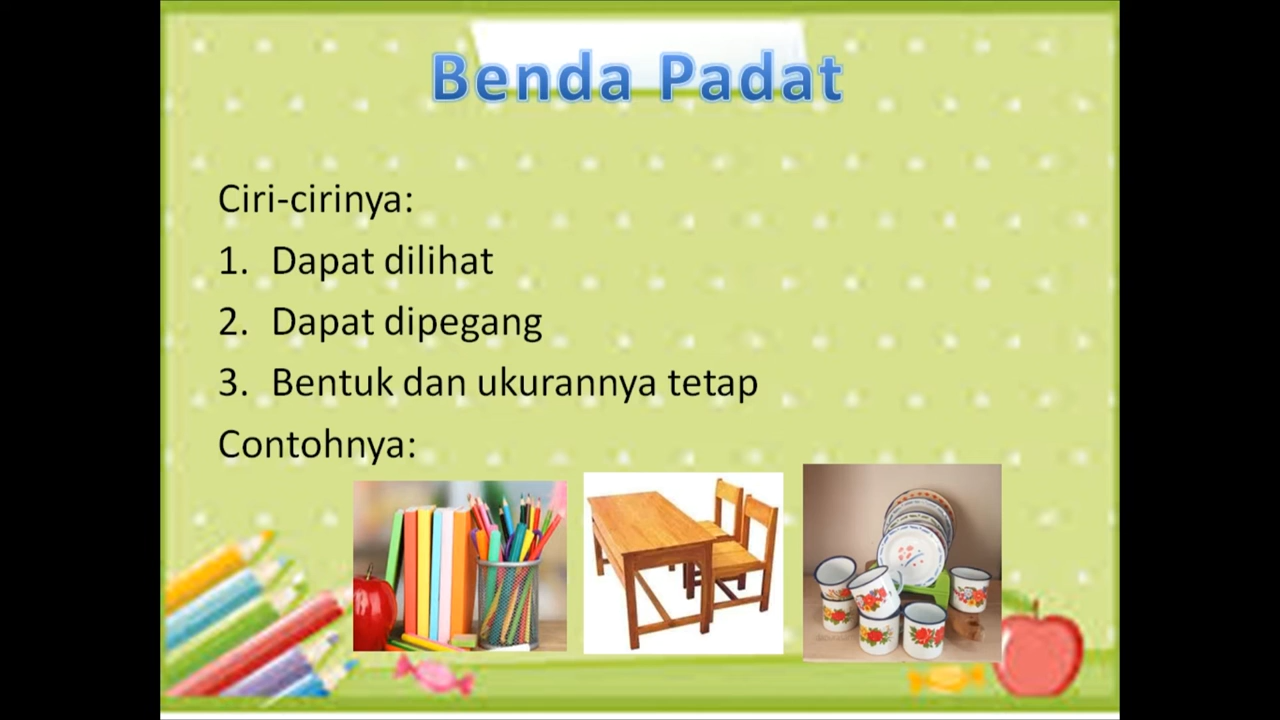 Benda Padat
Ciri-cirinya:
1. Dapat dilihat
2. Dapat dipegang
3. Bentuk dan ukurannya tetap
Contohnya: